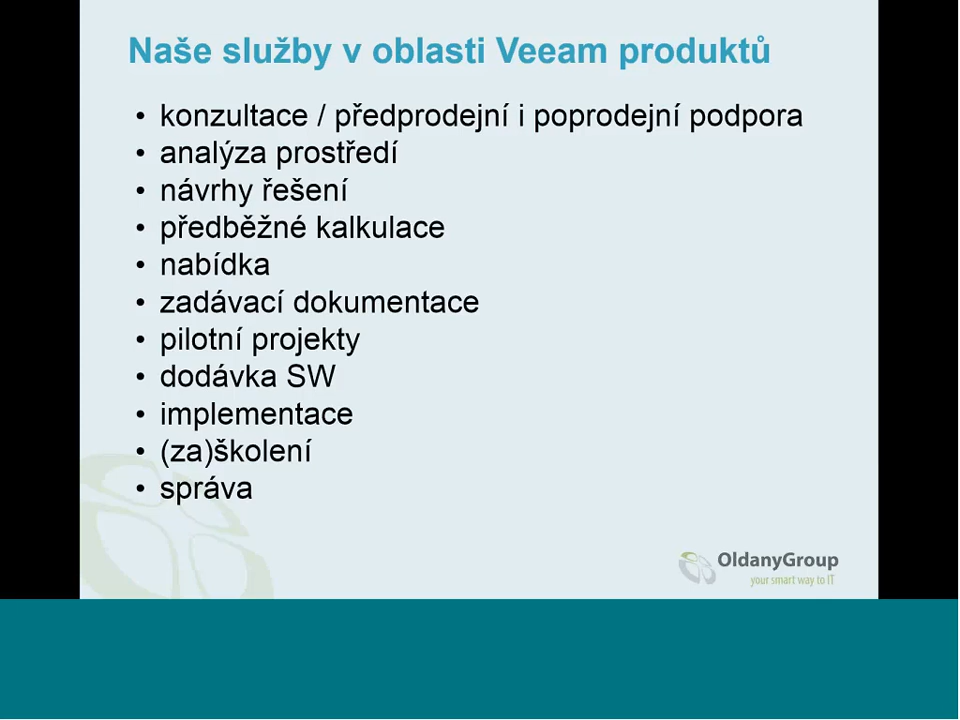 Naše služby v oblasti Veeam produktů
• konzultace / předprodejní i poprodejní podpora
• analýza prostředí
• návrhy řešení
• předběžné kalkulace
• nabídka
• zadávací dokumentace
• pilotní projekty
• dodávka SW
• implementace
• (za)školení
• správa
OldanyGroup
your smart way to IT